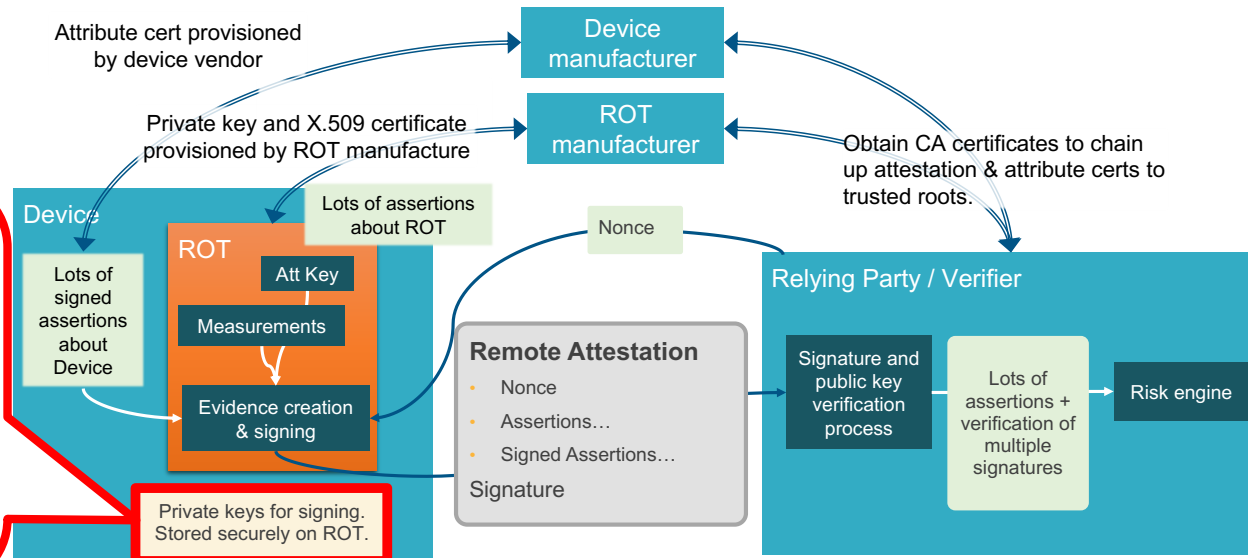 Attribute cert provisioned
by device vendor
Device
manufacturer
Private key and X.509 certificate
provisioned by ROT manufacture
ROT
manufacturer
Obtain CA certificates to chain
up attestation & attribute certs to
trusted roots.
Device
Lots of
signed
assertions
about
Device
ROT
Lots of assertions
about ROT
Att Key
Measurements
Evidence creation
& signing
Private keys for signing.
Stored securely on ROT.
Nonce
Remote Attestation
• Nonce
• Assertions…
• Signed Assertions…
Signature
Relying Party / Verifier
Signature and
public key
verification
process
Lots of
assertions +
verification of
multiple
signatures
Risk engine